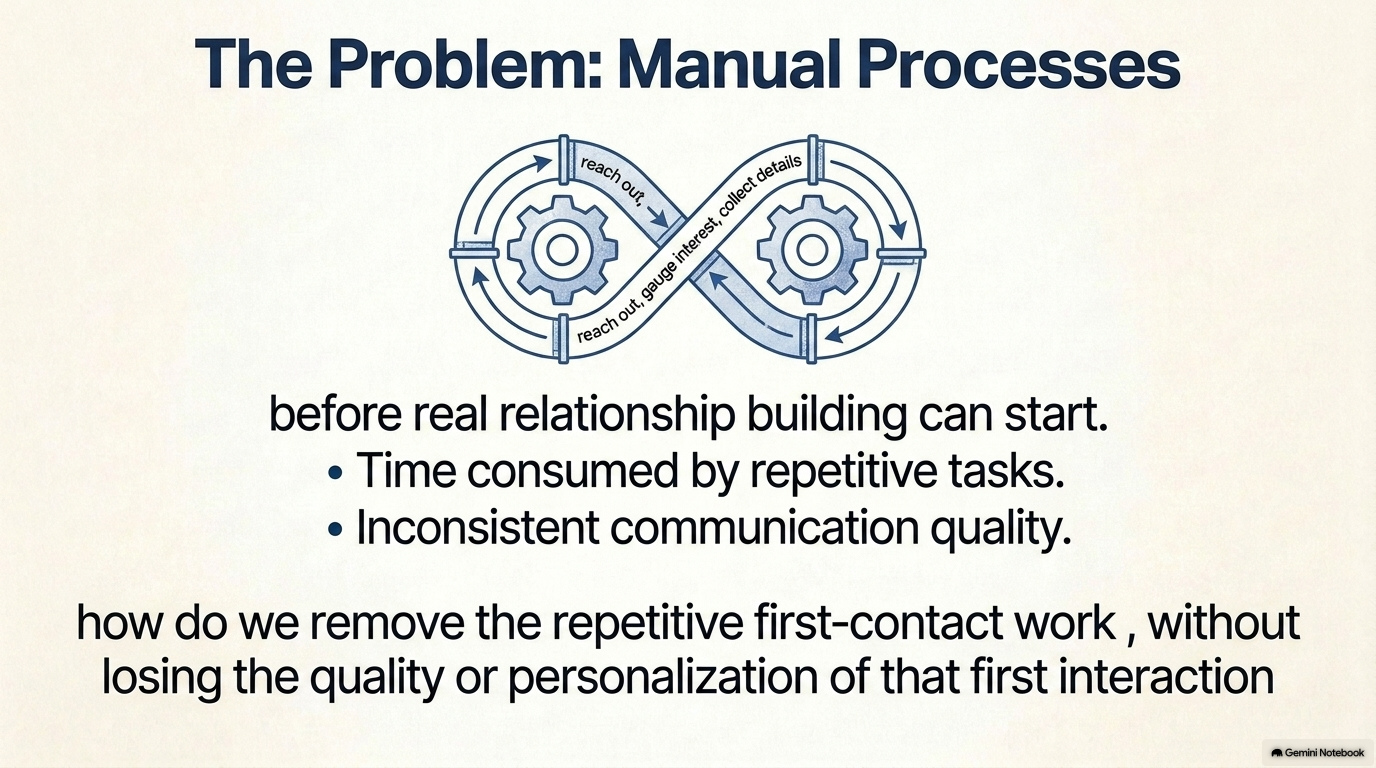 The Problem: Manual Processes
reach out,
reach out, gauge interest, collect details
before real relationship building can start.
• Time consumed by repetitive tasks.
• Inconsistent communication quality.
how do we remove the repetitive first-contact work , without
losing the quality or personalization of that first interaction
Gemini Notebook